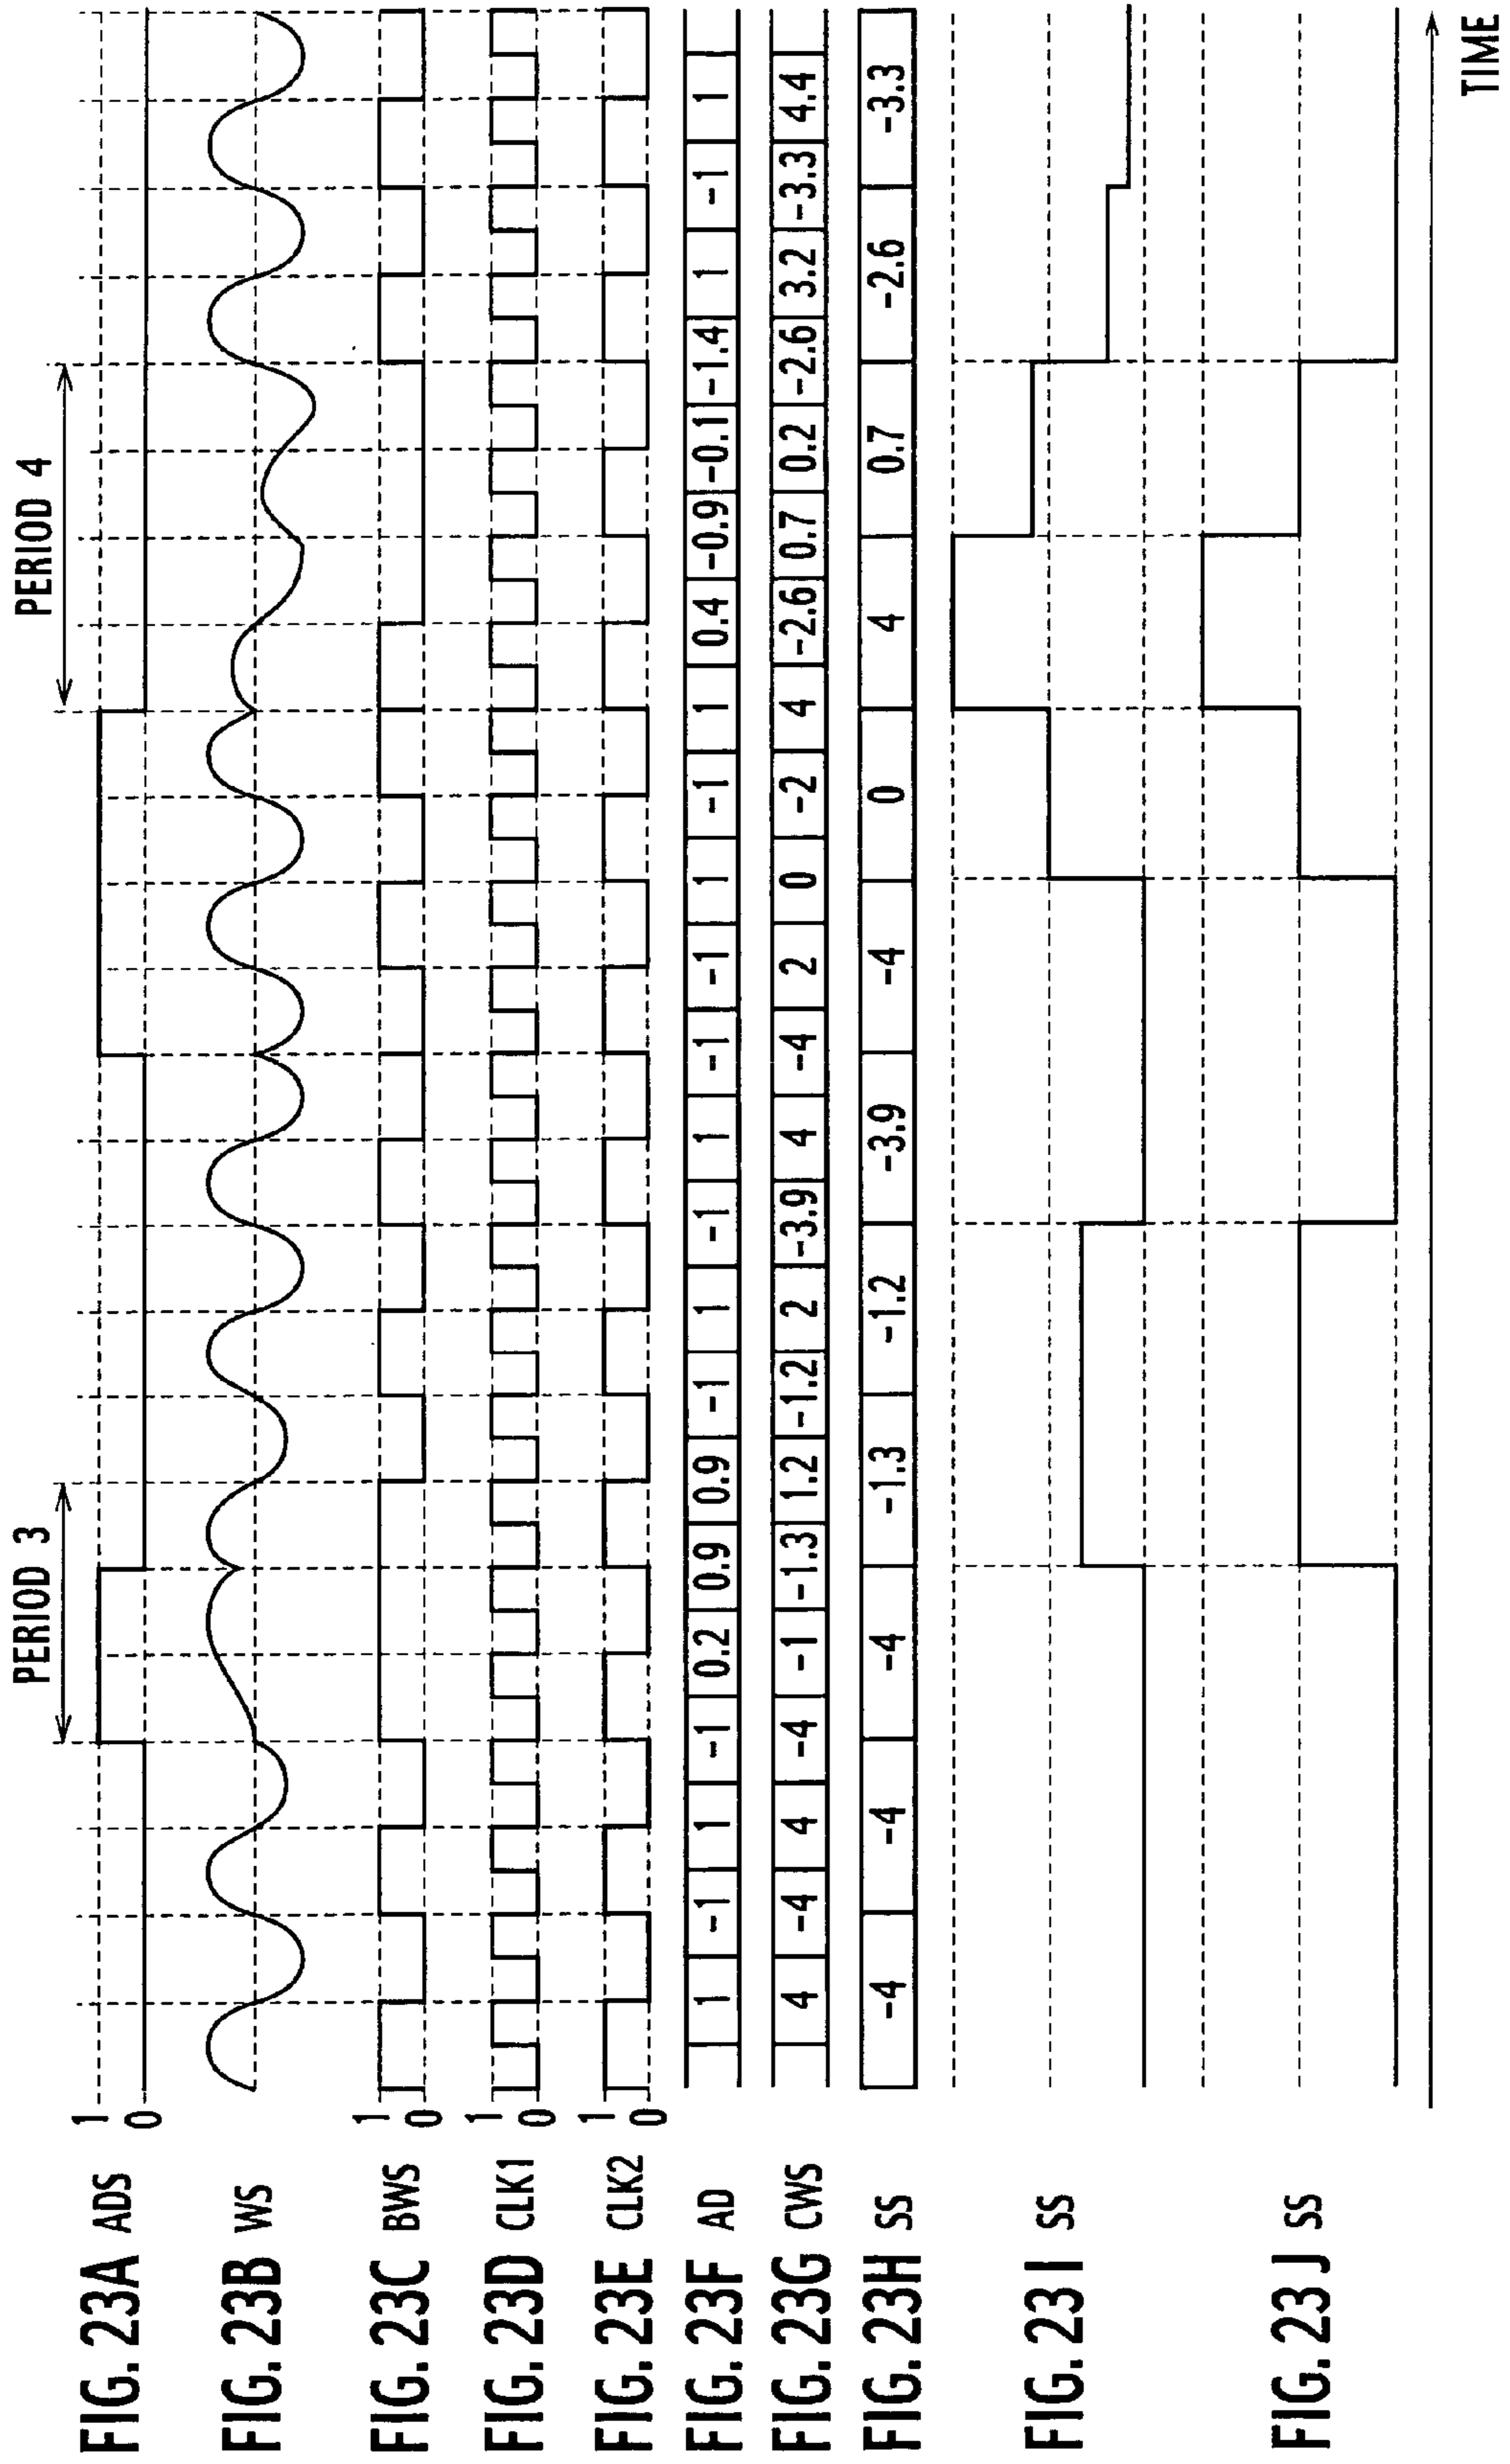 PERIOD 3
PERIOD 4
FIG. 23A ADS 1 0
FIG. 23B WS
FIG. 23C BWS 1 0
FIG. 23D CLK1 1 0
FIG. 23E CLK2 1 0
FIG. 23F AD 1 -1 1 -1 0.2 0.9 0.9 -1 1 -1 1 -1 -1 1 -1 1 0.4 -0.9 -0.1 -1.4 1 -1 1
FIG. 23G CWS 4 -4 4 -4 -1 -1.3 1.2 -1.2 2 -3.9 4 -4 2 0 -2 4 -2.6 0.7 0.2 -2.6 3.2 -3.3 4.4
FIG. 23H SS -4 -4 -4 -1.3 -1.2 -3.9 -4 0 4 0.7 -2.6 -3.3
FIG. 23I SS
FIG. 23J SS
TIME